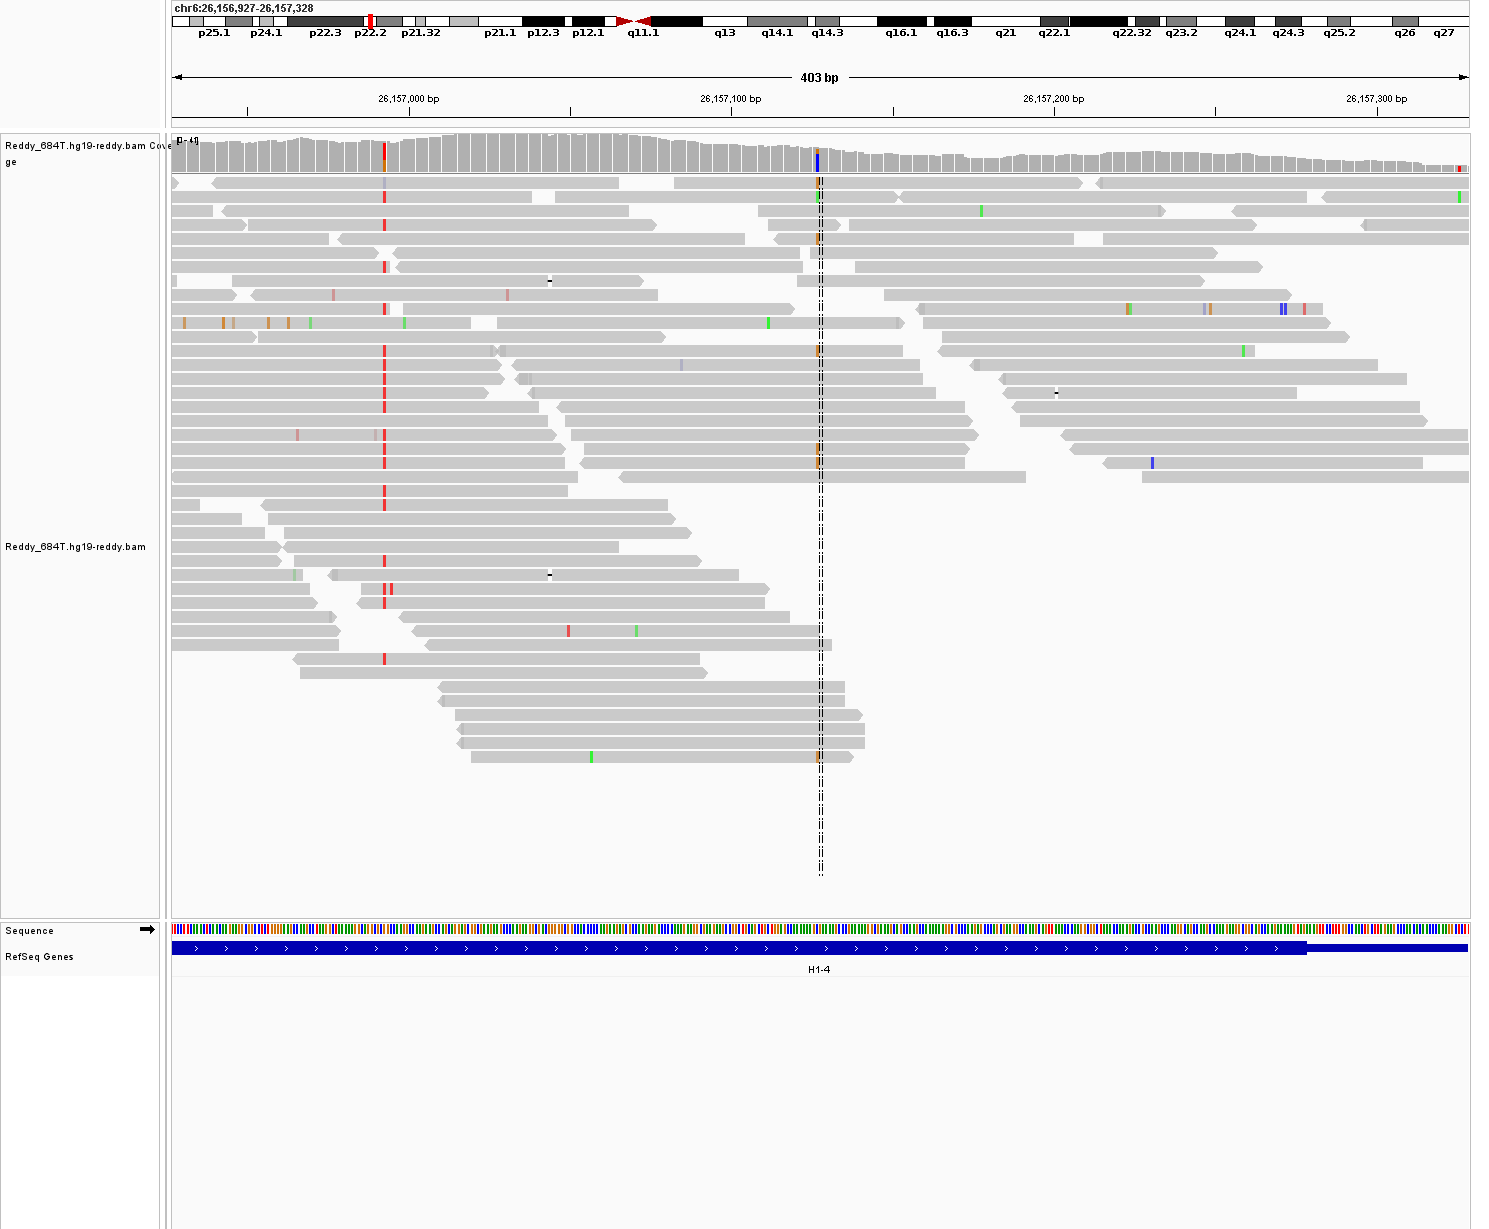 chr6:26,156,927-26,157,328
p25.1 p24.1 p22.3 p22.2 p21.32 p21.1 p12.3 p12.1 q11.1 q13 q14.1 q14.3 q16.1 q16.3 q21 q22.1 q22.32 q23.2 q24.1 q24.3 q25.2 q26 q27
403 bp
26,157,000 bp 26,157,100 bp 26,157,200 bp 26,157,300 bp
Reddy_684T.hg19-reddy.bam Cove
ge
[0 - 41]
Reddy_684T.hg19-reddy.bam
Sequence
RefSeq Genes
H1-4